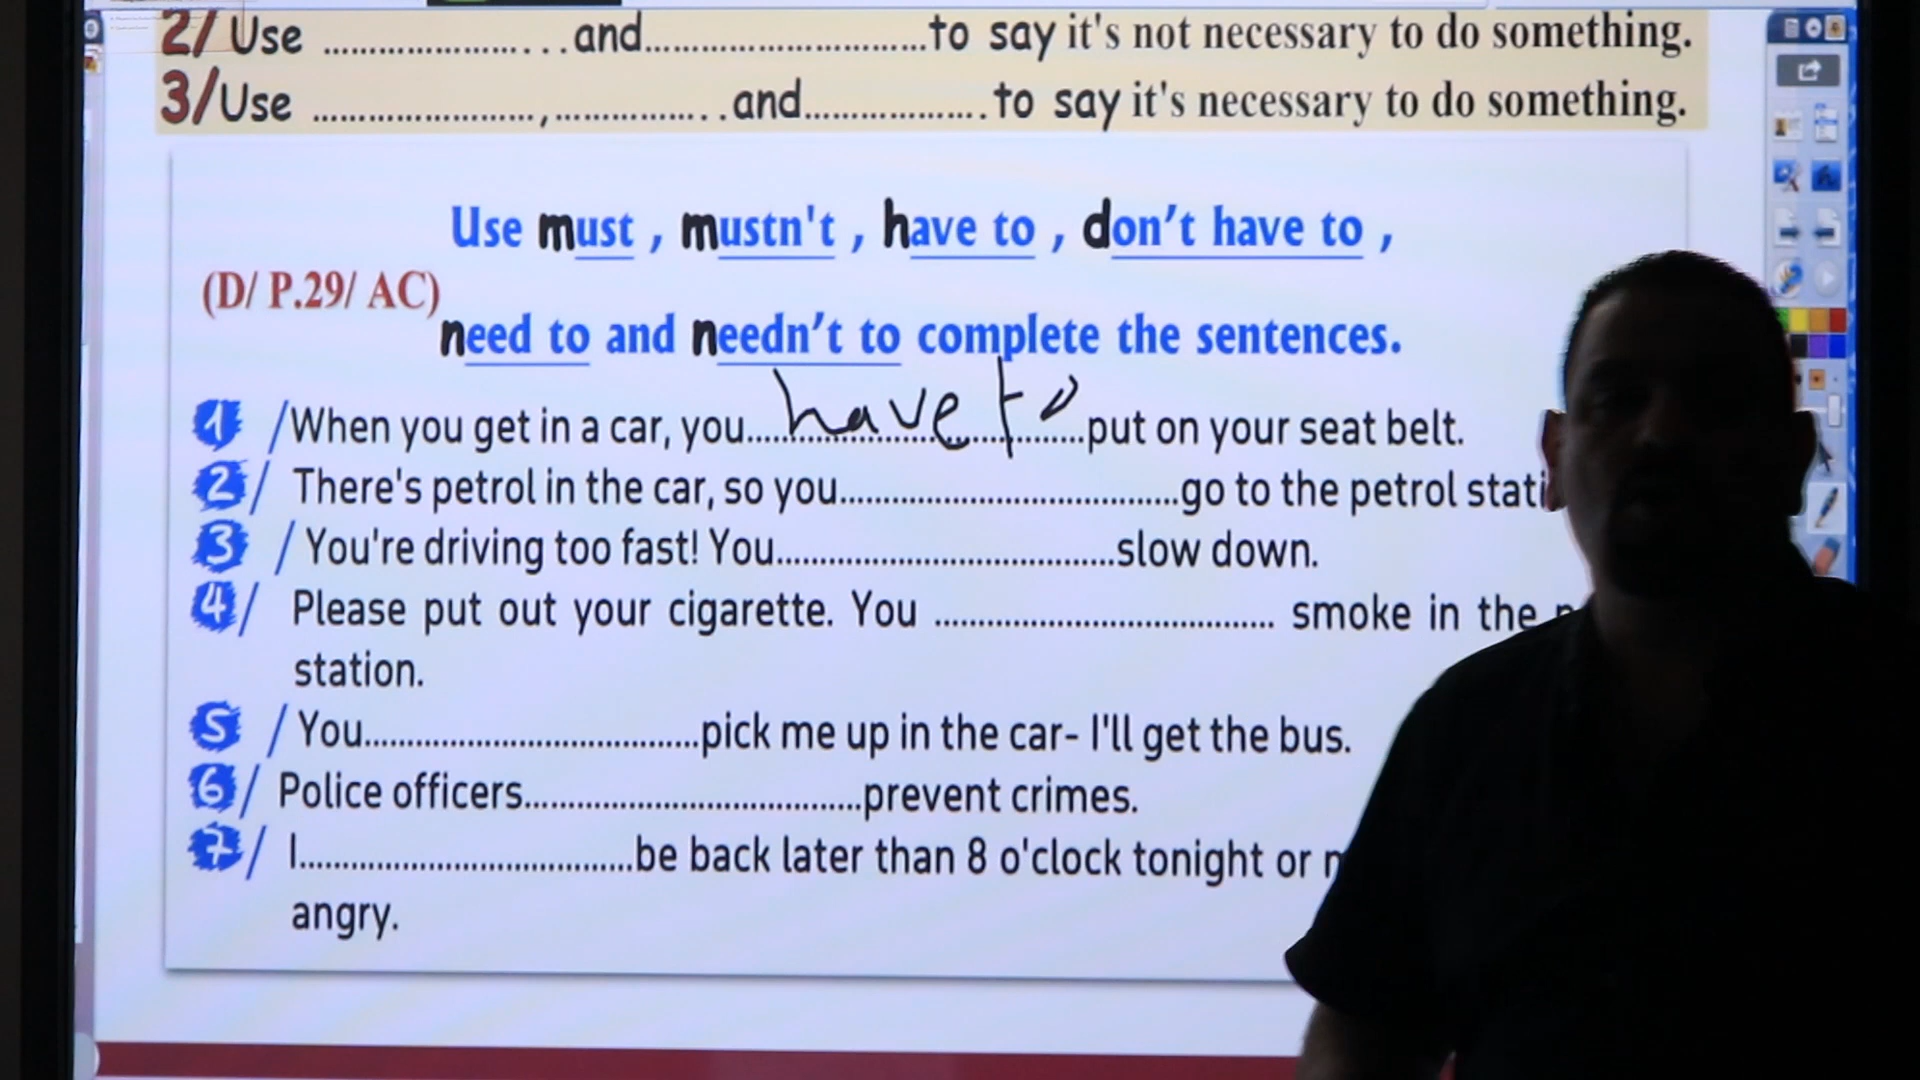 2/ Use ........................and..............................to say it's not necessary to do something.
3/Use .......................,..................and...................to say it's necessary to do something.
Use must , mustn't , have to , don't have to ,
(D/ P.29/ AC)
need to and needn't to complete the sentences.
1 /When you get in a car, you....have to....put on your seat belt.
2 / There's petrol in the car, so you....................................go to the petrol
3 / You're driving too fast! You....................................slow down.
4 / Please put out your cigarette. You .................................... smoke in the
station.
5 / You....................................pick me up in the car- I'll get the bus.
6 / Police officers....................................prevent crimes.
7 / I....................................be back later than 8 o'clock tonight or
angry.